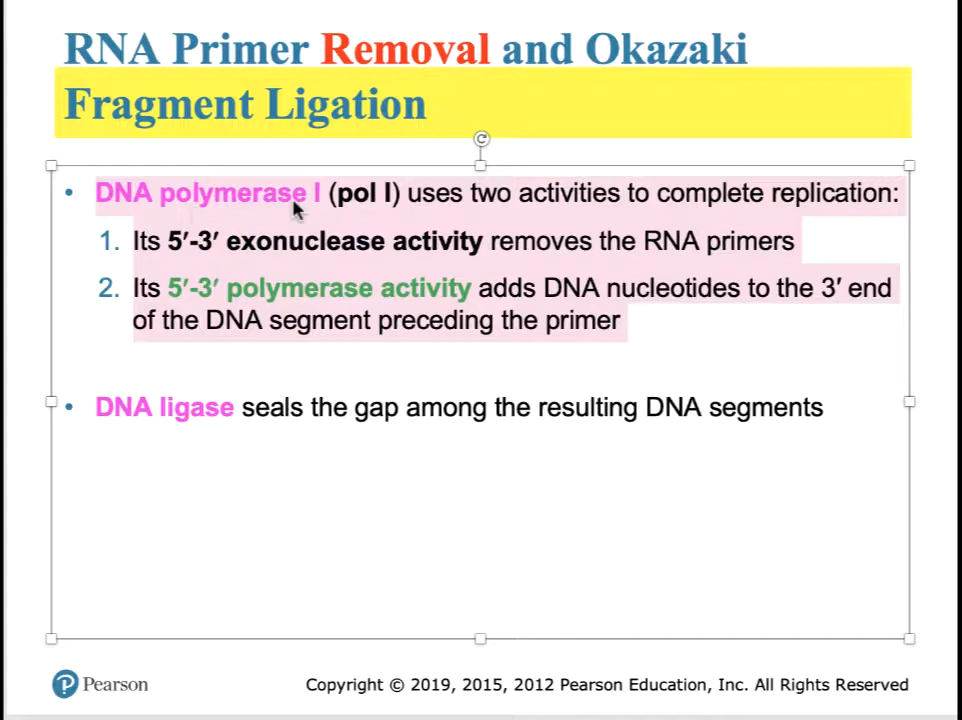 RNA Primer Removal and Okazaki
Fragment Ligation
• DNA polymerase I (pol I) uses two activities to complete replication:
1. Its 5′-3′ exonuclease activity removes the RNA primers
2. Its 5′-3′ polymerase activity adds DNA nucleotides to the 3′ end
of the DNA segment preceding the primer
• DNA ligase seals the gap among the resulting DNA segments
P Pearson
Copyright © 2019, 2015, 2012 Pearson Education, Inc. All Rights Reserved